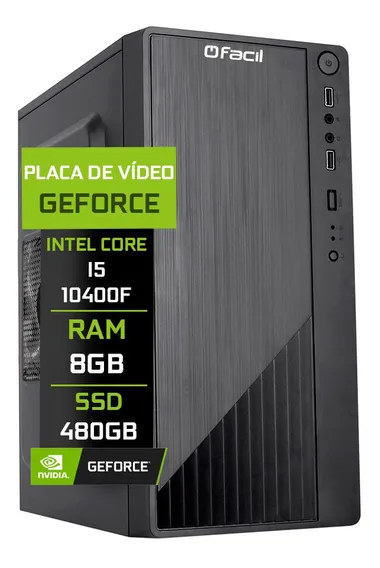 Facil
PLACA DE VÍDEO
GEFORCE
INTEL CORE
I5
10400F
RAM
8GB
SSD
480GB
NVIDIA.
GEFORCE